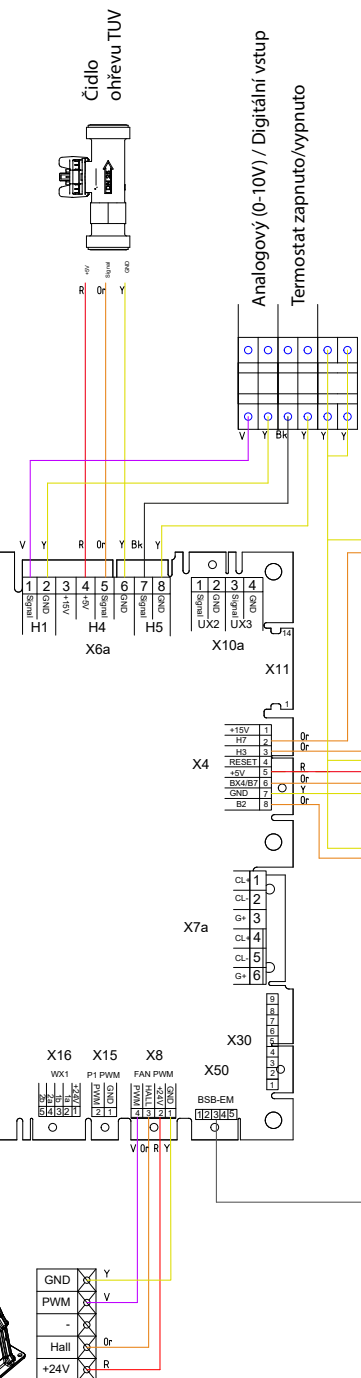 Čidlo
ohřevu TUV
Analogový (0-10V) / Digitální vstup
Termostat zapnuto/vypnuto
+5V
Signal
GND
R Or Y
V Y Bk Y Y Y
V Y R Or Y Bk Y
1 2 3 4 5 6 7 8
Signal GND +15V +5V Signal GND Signal GND
H1 H4 H5
X6a
1 2 3 4
Signal GND Signal GND
UX2 UX3
X10a
X11
14
1
X4
+15V 1
H7 2 Or
H3 3 Or
RESET 4
+5V 5 R
BX4/B7 6 Or
GND 7 Y
B2 8 Or
X7a
CL+ 1
CL- 2
G+ 3
CL+ 4
CL- 5
G+ 6
X30
9
8
7
6
5
4
3
2
1
X16
WX1
2b 2a 1b 1a +24V
5 4 3 2 1
X15
P1 PWM
PWM GND
2 1
X8
FAN PWM
PWM HALL +24V GND
4 3 2 1
V Or R Y
X50
BSB-EM
1 2 3 4 5
GND Y
PWM V
-
Hall Or
+24V R